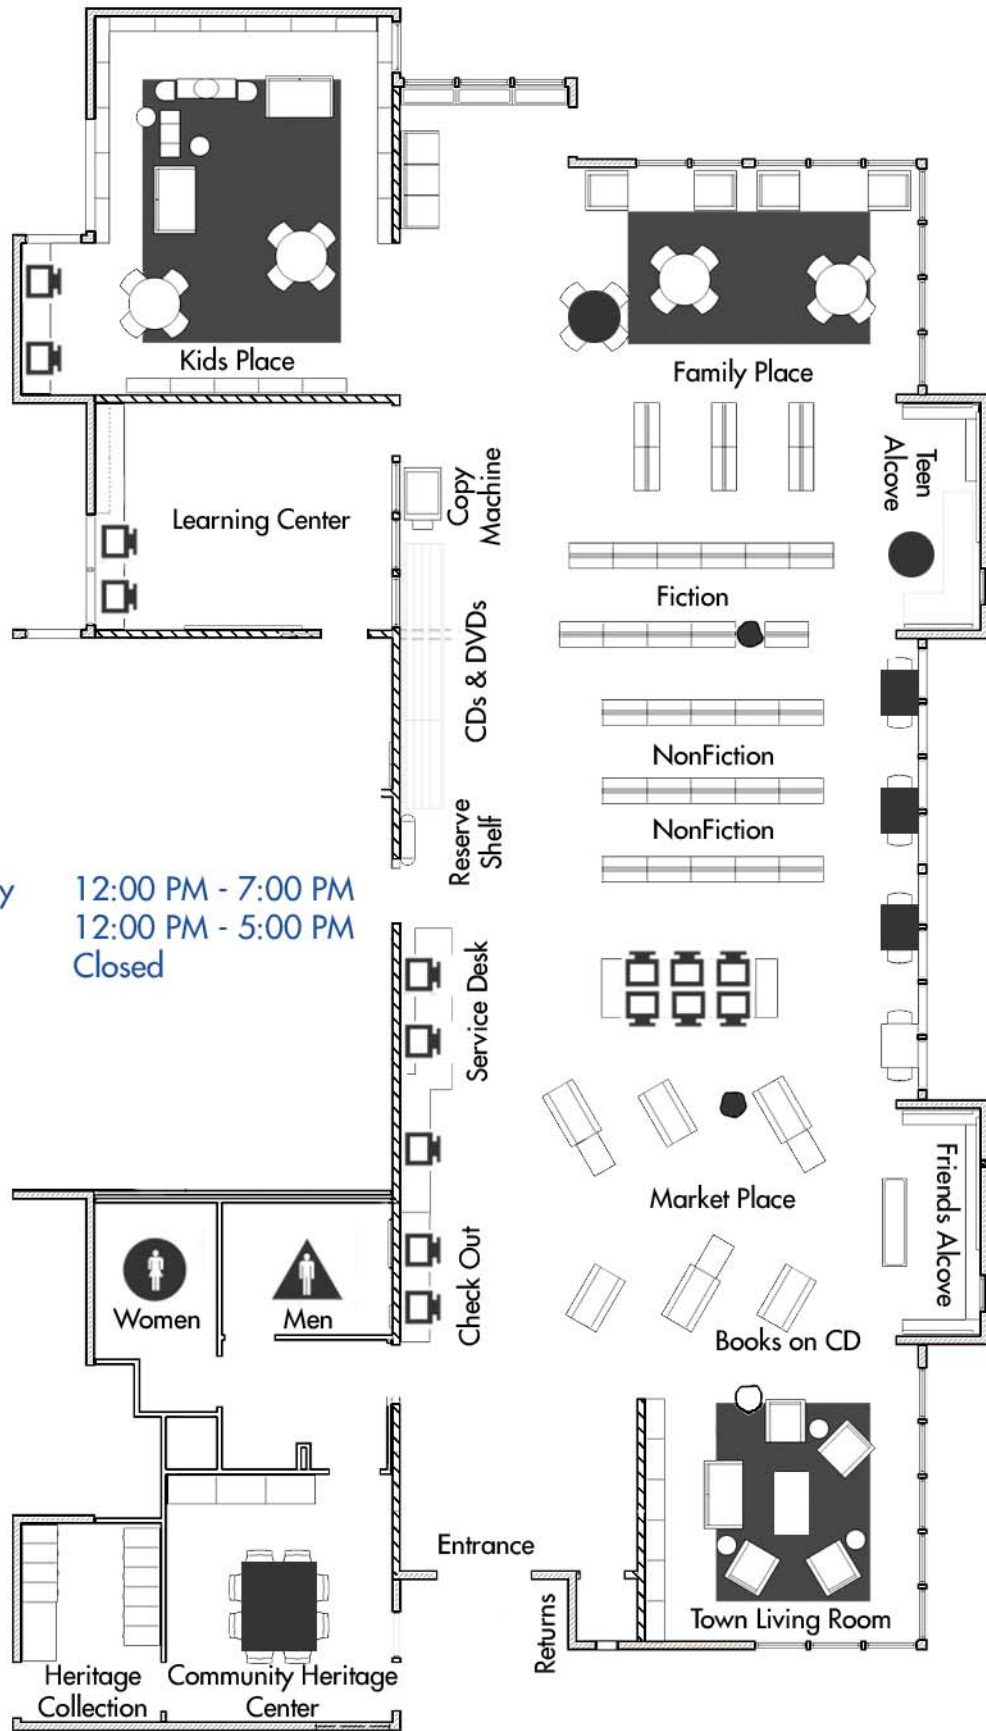 Kids Place
Family Place
Teen
Alcove
Learning Center
Copy
Machine
Fiction
CDs & DVDs
NonFiction
NonFiction
Reserve
Shelf
y 12:00 PM - 7:00 PM
12:00 PM - 5:00 PM
Closed
Service Desk
Market Place
Friends Alcove
Women
Men
Check Out
Books on CD
Entrance
Returns
Town Living Room
Heritage
Collection
Community Heritage
Center